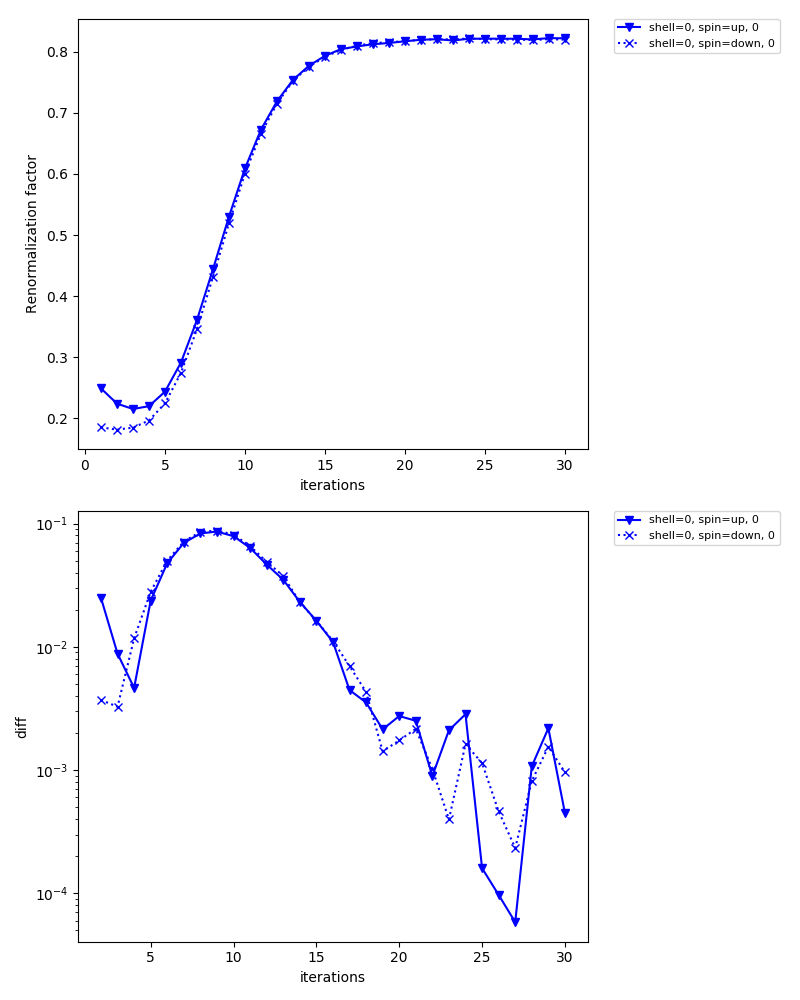 0.8
0.7
0.6
0.5
0.4
0.3
0.2
Renormalization factor
0 5 10 15 20 25 30
iterations
shell=0, spin=up, 0
shell=0, spin=down, 0
10⁻¹
10⁻²
10⁻³
10⁻⁴
diff
5 10 15 20 25 30
iterations
shell=0, spin=up, 0
shell=0, spin=down, 0